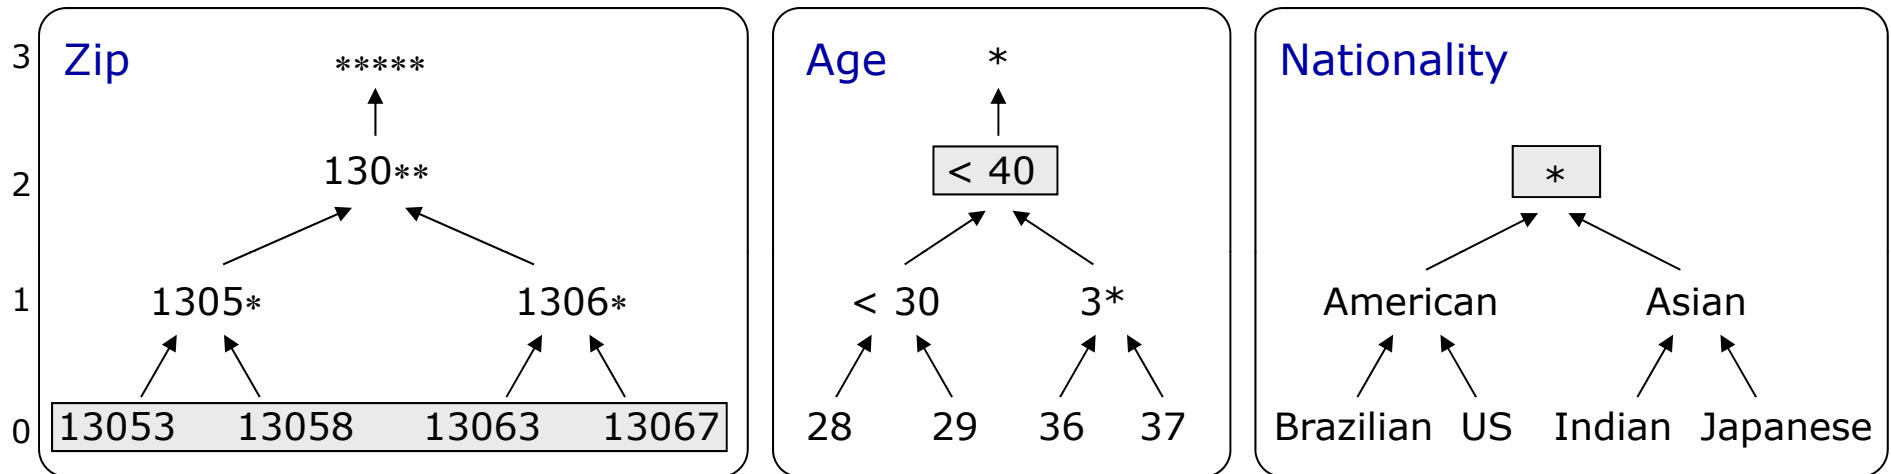 3 Zip ***** Age * Nationality
2 130** < 40 *
1 1305* 1306* < 30 3* American Asian
0 13053 13058 13063 13067 28 29 36 37 Brazilian US Indian Japanese